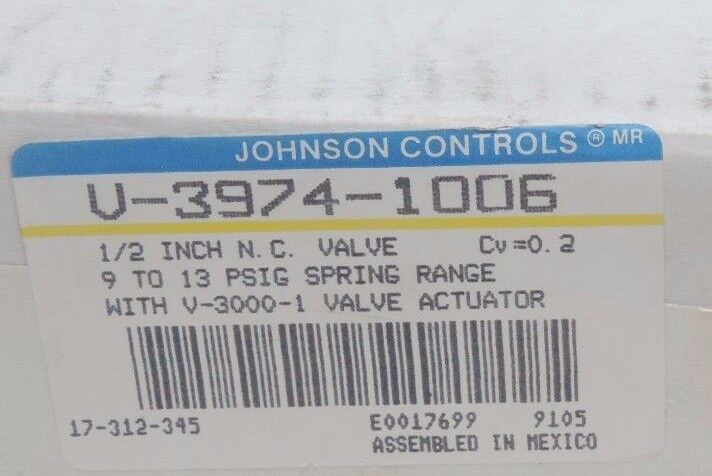 JOHNSON CONTROLS ® MR
V-3974-1006
1/2 INCH N.C. VALVE Cv=0.2
9 TO 13 PSIG SPRING RANGE
WITH V-3000-1 VALVE ACTUATOR
17-312-345 E0017699 9105
ASSEMBLED IN MEXICO